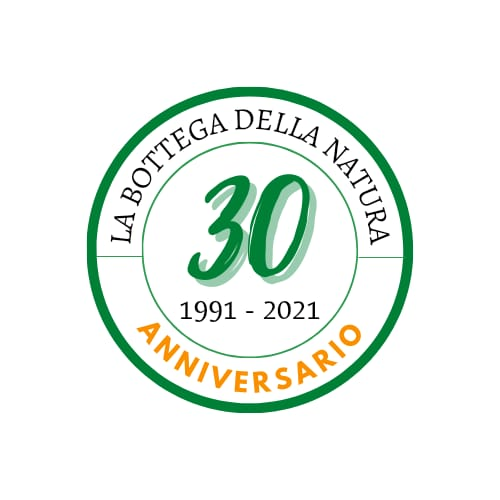 LA BOTTEGA DELLA NATURA
30
1991 - 2021
ANNIVERSARIO